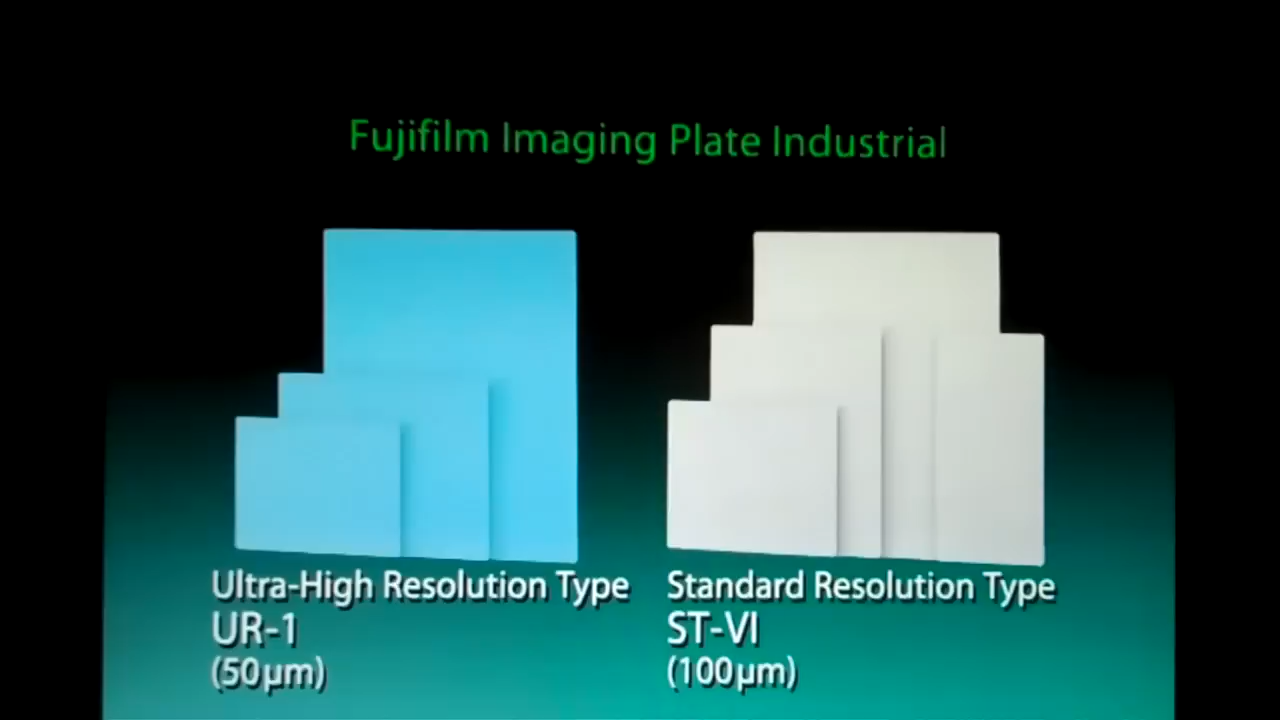 Fujifilm Imaging Plate Industrial
Ultra-High Resolution Type
UR-1
(50μm)
Standard Resolution Type
ST-VI
(100μm)